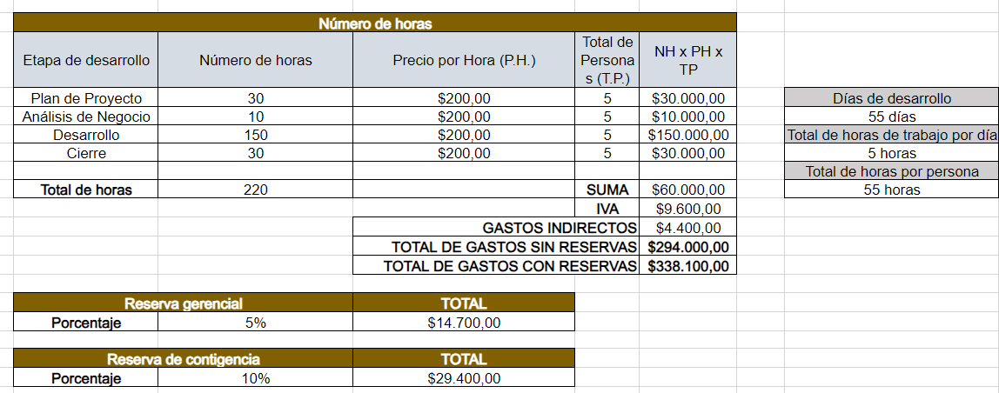 Número de horas
Etapa de desarrollo Número de horas Precio por Hora (P.H.) Total de Persona s (T.P.) NH x PH x TP
Plan de Proyecto 30 $200,00 5 $30.000,00 Días de desarrollo
Análisis de Negocio 10 $200,00 5 $10.000,00 55 días
Desarrollo 150 $200,00 5 $150.000,00 Total de horas de trabajo por día
Cierre 30 $200,00 5 $30.000,00 5 horas
Total de horas por persona
Total de horas 220 SUMA $60.000,00 55 horas
IVA $9.600,00
GASTOS INDIRECTOS $4.400,00
TOTAL DE GASTOS SIN RESERVAS $294.000,00
TOTAL DE GASTOS CON RESERVAS $338.100,00
Reserva gerencial TOTAL
Porcentaje 5% $14.700,00
Reserva de contigencia TOTAL
Porcentaje 10% $29.400,00